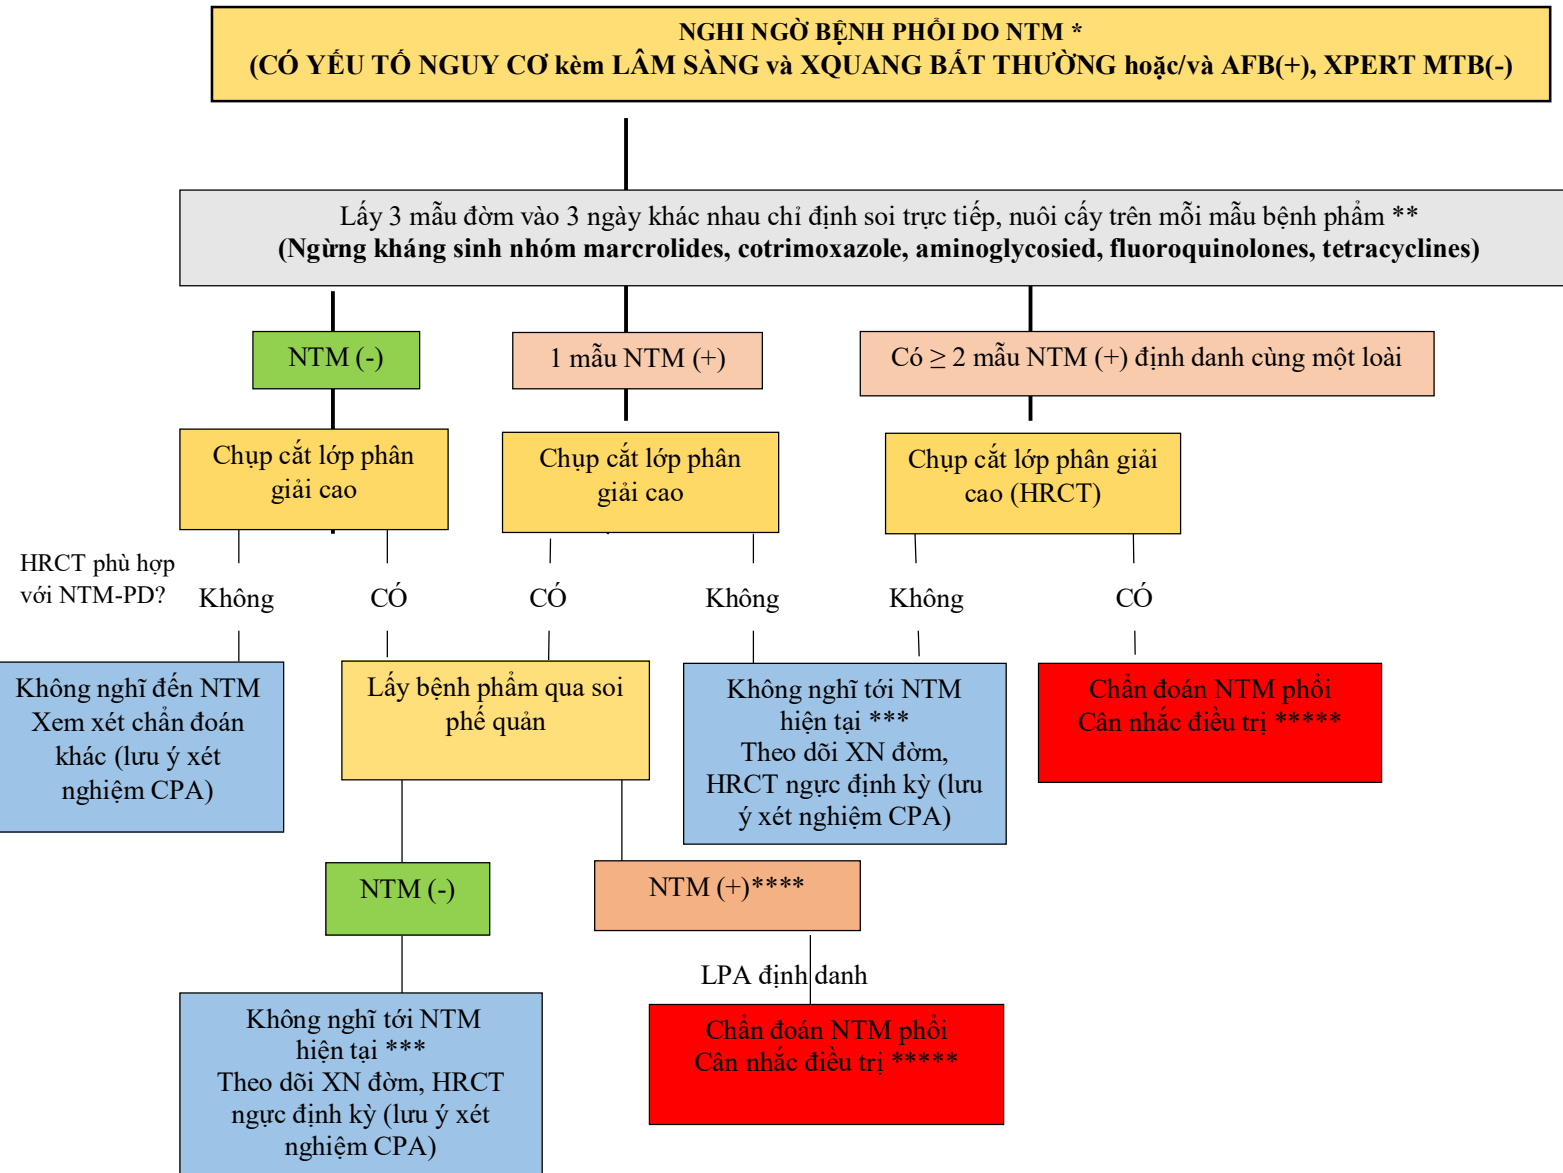 NGHI NGỜ BỆNH PHỔI DO NTM *
(CÓ YẾU TỐ NGUY CƠ kèm LÂM SÀNG và XQUANG BẤT THƯỜNG hoặc/và AFB(+), XPERT MTB(-)
Lấy 3 mẫu đờm vào 3 ngày khác nhau chỉ định soi trực tiếp, nuôi cấy trên mỗi mẫu bệnh phẩm **
(Ngừng kháng sinh nhóm marcrolides, cotrimoxazole, aminoglycosied, fluoroquinolones, tetracyclines)
NTM (-)
1 mẫu NTM (+)
Có ≥ 2 mẫu NTM (+) định danh cùng một loài
Chụp cắt lớp phân
giải cao
Chụp cắt lớp phân
giải cao
Chụp cắt lớp phân giải
cao (HRCT)
HRCT phù hợp
với NTM-PD?
Không
CÓ
CÓ
Không
Không
CÓ
Không nghĩ đến NTM
Xem xét chẩn đoán
khác (lưu ý xét
nghiệm CPA)
Lấy bệnh phẩm qua soi
phế quản
Không nghĩ tới NTM
hiện tại ***
Theo dõi XN đờm,
HRCT ngực định kỳ (lưu
ý xét nghiệm CPA)
Chẩn đoán NTM phổi
Cân nhắc điều trị *****
NTM (-)
NTM (+)****
LPA định danh
Không nghĩ tới NTM
hiện tại ***
Theo dõi XN đờm, HRCT
ngực định kỳ (lưu ý xét
nghiệm CPA)
Chẩn đoán NTM phổi
Cân nhắc điều trị *****